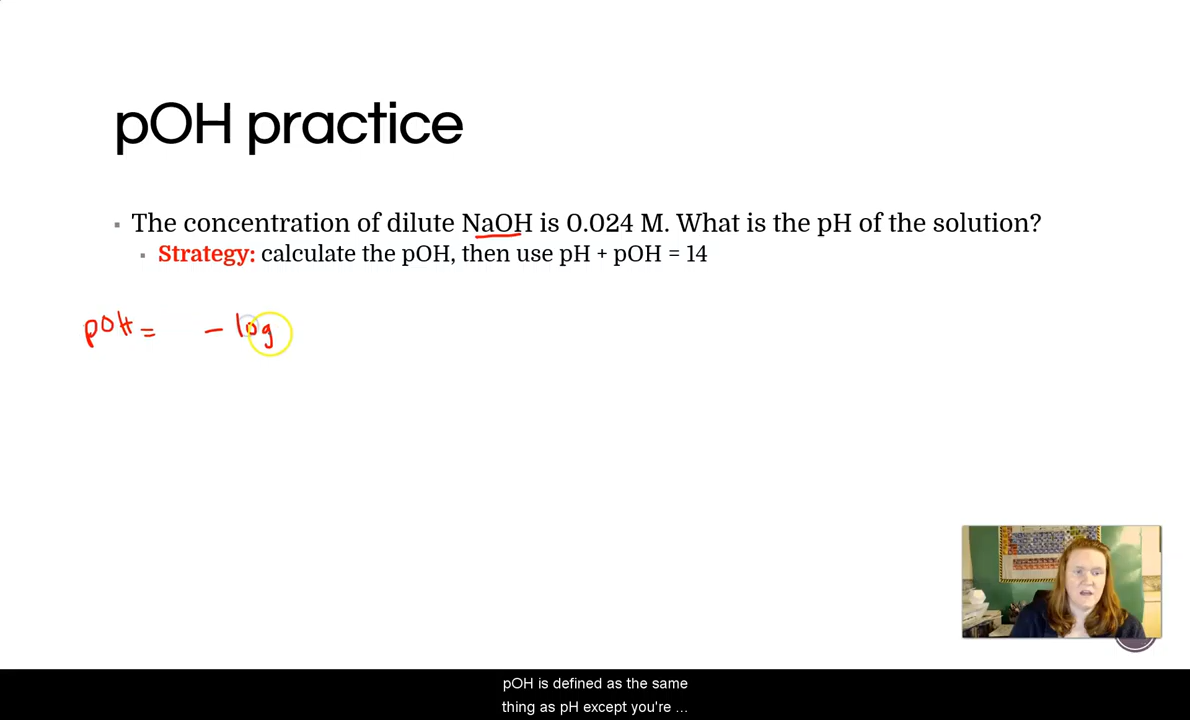 pOH practice
▪ The concentration of dilute NaOH is 0.024 M. What is the pH of the solution?
▪ Strategy: calculate the pOH, then use pH + pOH = 14
pOH = - log
pOH is defined as the same
thing as pH except you're ...